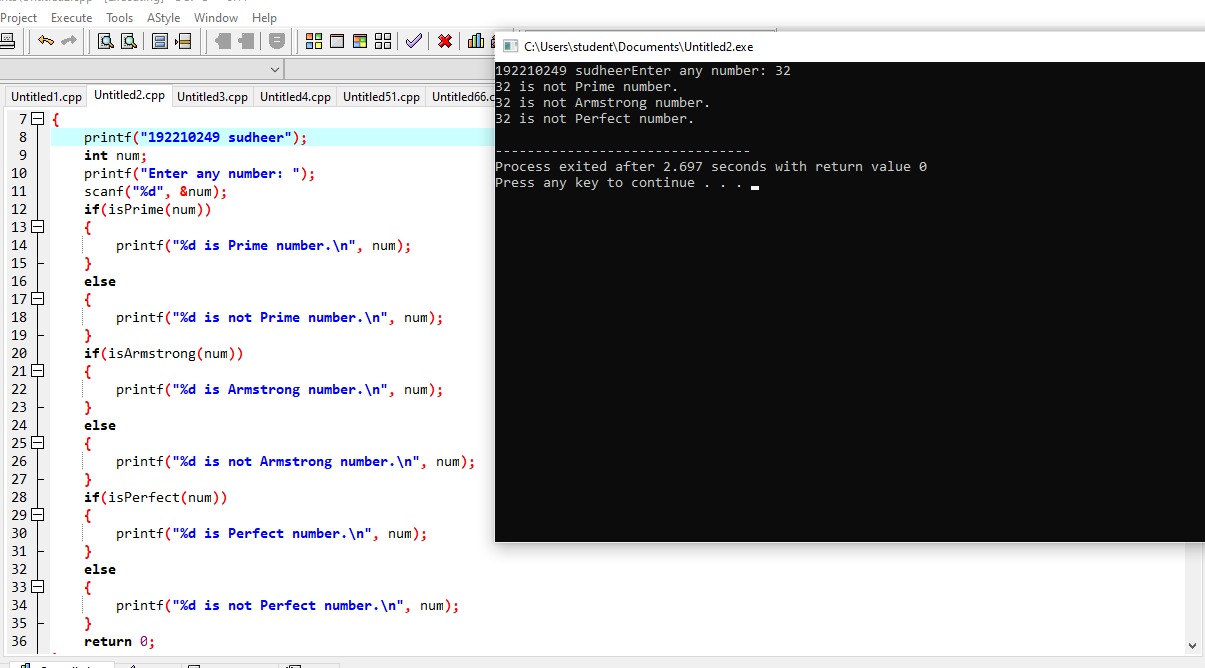 Project Execute Tools AStyle Window Help
C:\Users\student\Documents\Untitled2.exe
Untitled1.cpp Untitled2.cpp Untitled3.cpp Untitled4.cpp Untitled51.cpp Untitled66.c
7 {
8 printf("192210249 sudheer");
9 int num;
10 printf("Enter any number: ");
11 scanf("%d", &num);
12 if(isPrime(num))
13 {
14 printf("%d is Prime number.\n", num);
15 }
16 else
17 {
18 printf("%d is not Prime number.\n", num);
19 }
20 if(isArmstrong(num))
21 {
22 printf("%d is Armstrong number.\n", num);
23 }
24 else
25 {
26 printf("%d is not Armstrong number.\n", num);
27 }
28 if(isPerfect(num))
29 {
30 printf("%d is Perfect number.\n", num);
31 }
32 else
33 {
34 printf("%d is not Perfect number.\n", num);
35 }
36 return 0;
192210249 sudheerEnter any number: 32
32 is not Prime number.
32 is not Armstrong number.
32 is not Perfect number.
--------------------------------
Process exited after 2.697 seconds with return value 0
Press any key to continue . . .